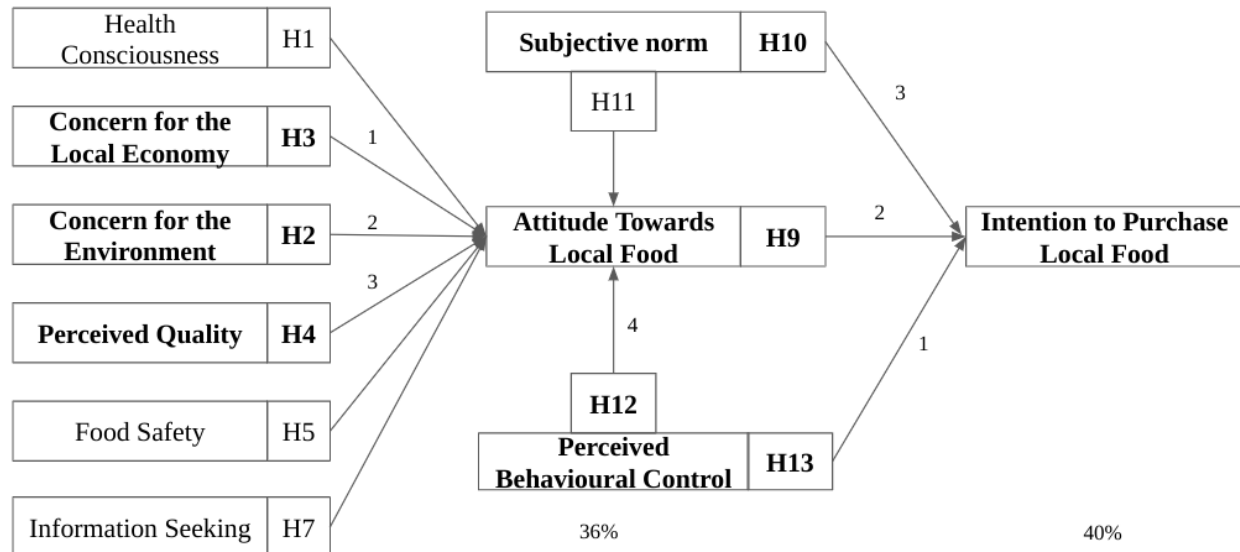 Health
Consciousness
H1
Concern for the
Local Economy
H3
1
Concern for the
Environment
H2
2
3
Perceived Quality
H4
Food Safety
H5
Information Seeking
H7
Subjective norm
H10
H11
3
Attitude Towards
Local Food
H9
2
4
H12
Perceived
Behavioural Control
H13
1
Intention to Purchase
Local Food
36%
40%